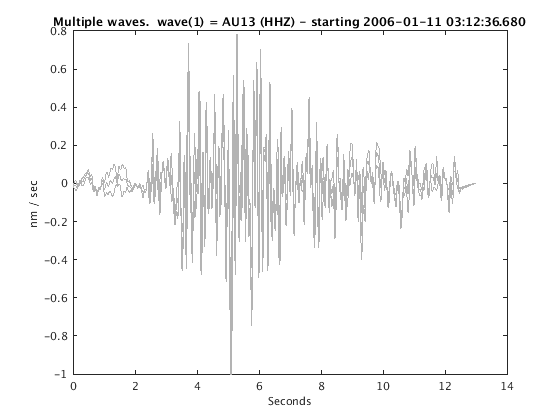 Multiple waves.  wave(1) = AU13 (HHZ) - starting 2006-01-11 03:12:36.680
0.8
0.6
0.4
0.2
0
-0.2
-0.4
-0.6
-0.8
-1
nm / sec
0 2 4 6 8 10 12 14
Seconds